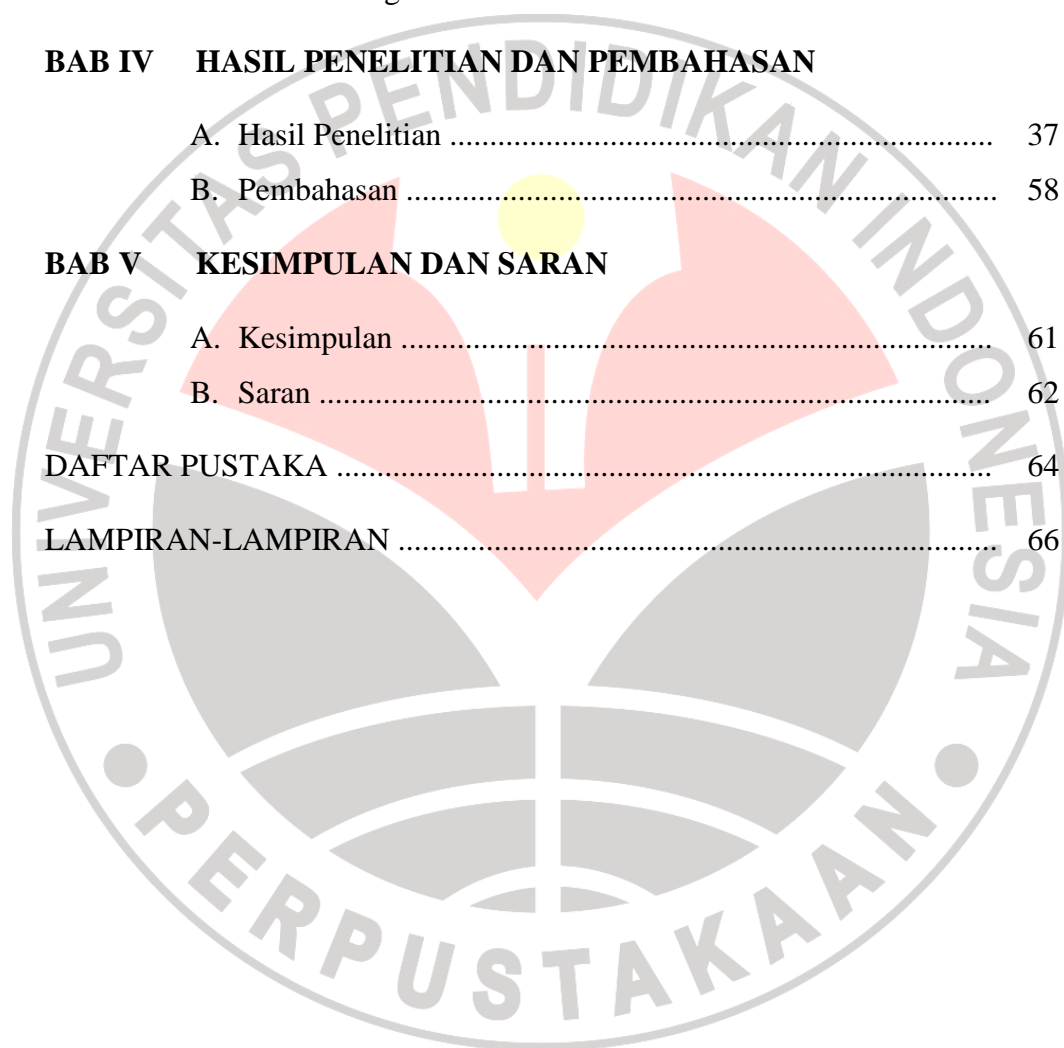 BAB IV HASIL PENELITIAN DAN PEMBAHASAN
A. Hasil Penelitian .................................................................... 37
B. Pembahasan .......................................................................... 58
BAB V KESIMPULAN DAN SARAN
A. Kesimpulan .......................................................................... 61
B. Saran .................................................................................... 62
DAFTAR PUSTAKA .................................................................................. 64
LAMPIRAN-LAMPIRAN ........................................................................... 66
UNIVERSITAS PENDIDIKAN INDONESIA
PERPUSTAKAAN